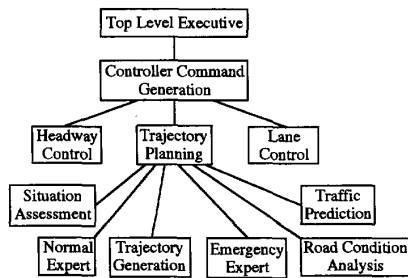 Top Level Executive
Controller Command
Generation
Headway
Control
Trajectory
Planning
Lane
Control
Situation
Assessment
Traffic
Prediction
Normal
Expert
Trajectory
Generation
Emergency
Expert
Road Condition
Analysis